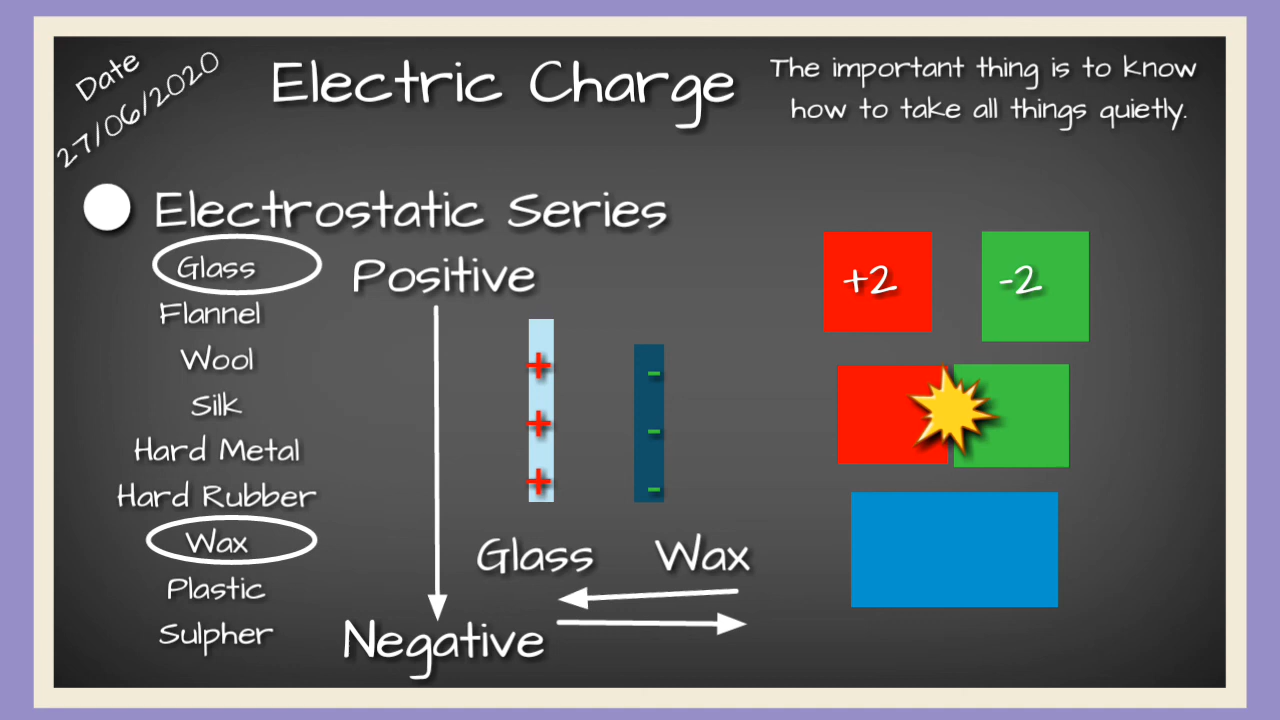 Date
27/06/2020
Electric Charge
The important thing is to know
how to take all things quietly.
Electrostatic Series
Glass
Flannel
Wool
Silk
Hard Metal
Hard Rubber
Wax
Plastic
Sulpher
Positive
Negative
+
+
+
-
-
-
Glass Wax
+2 -2